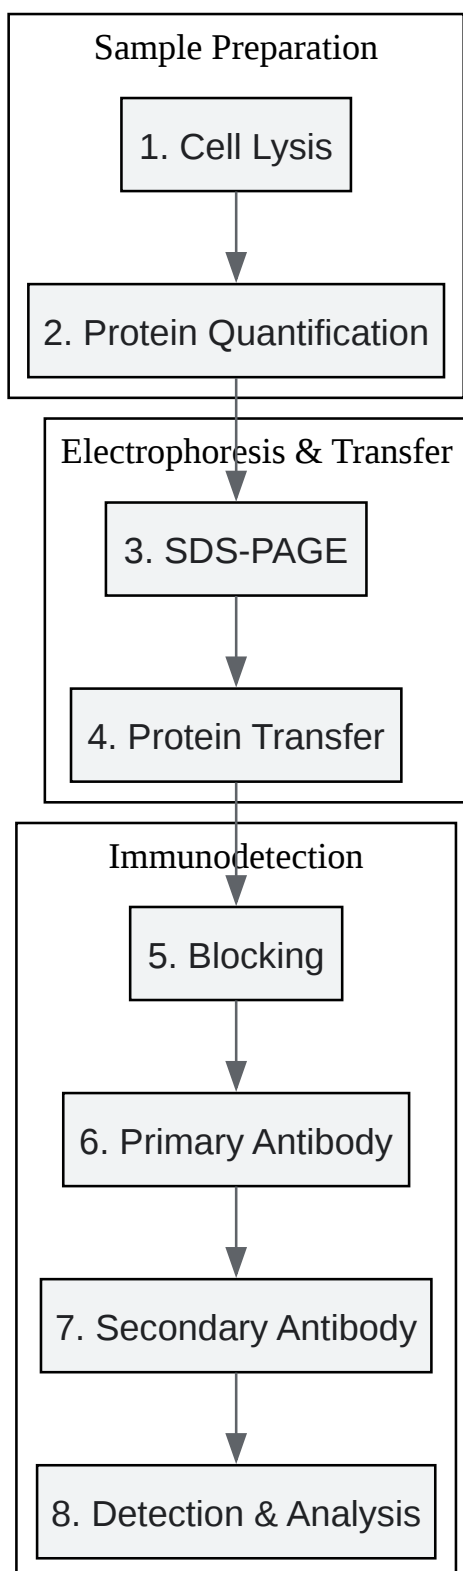 Sample Preparation
1. Cell Lysis
2. Protein Quantification
Electrophoresis & Transfer
3. SDS-PAGE
4. Protein Transfer
Immunodetection
5. Blocking
6. Primary Antibody
7. Secondary Antibody
8. Detection & Analysis